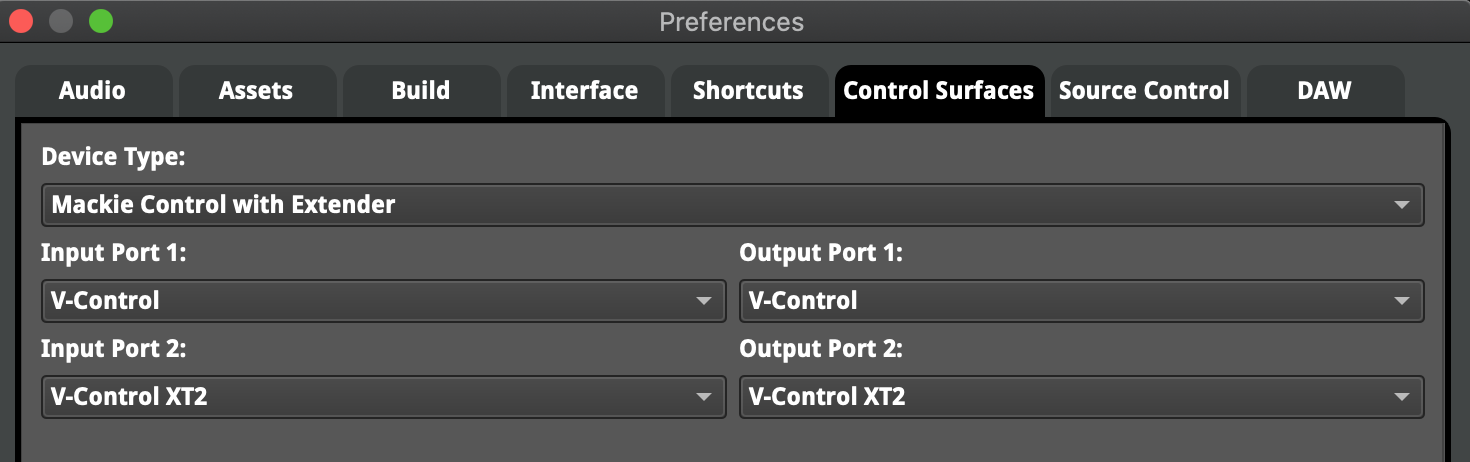 Preferences
Audio Assets Build Interface Shortcuts Control Surfaces Source Control DAW
Device Type:
Mackie Control with Extender
Input Port 1: Output Port 1:
V-Control V-Control
Input Port 2: Output Port 2:
V-Control XT2 V-Control XT2